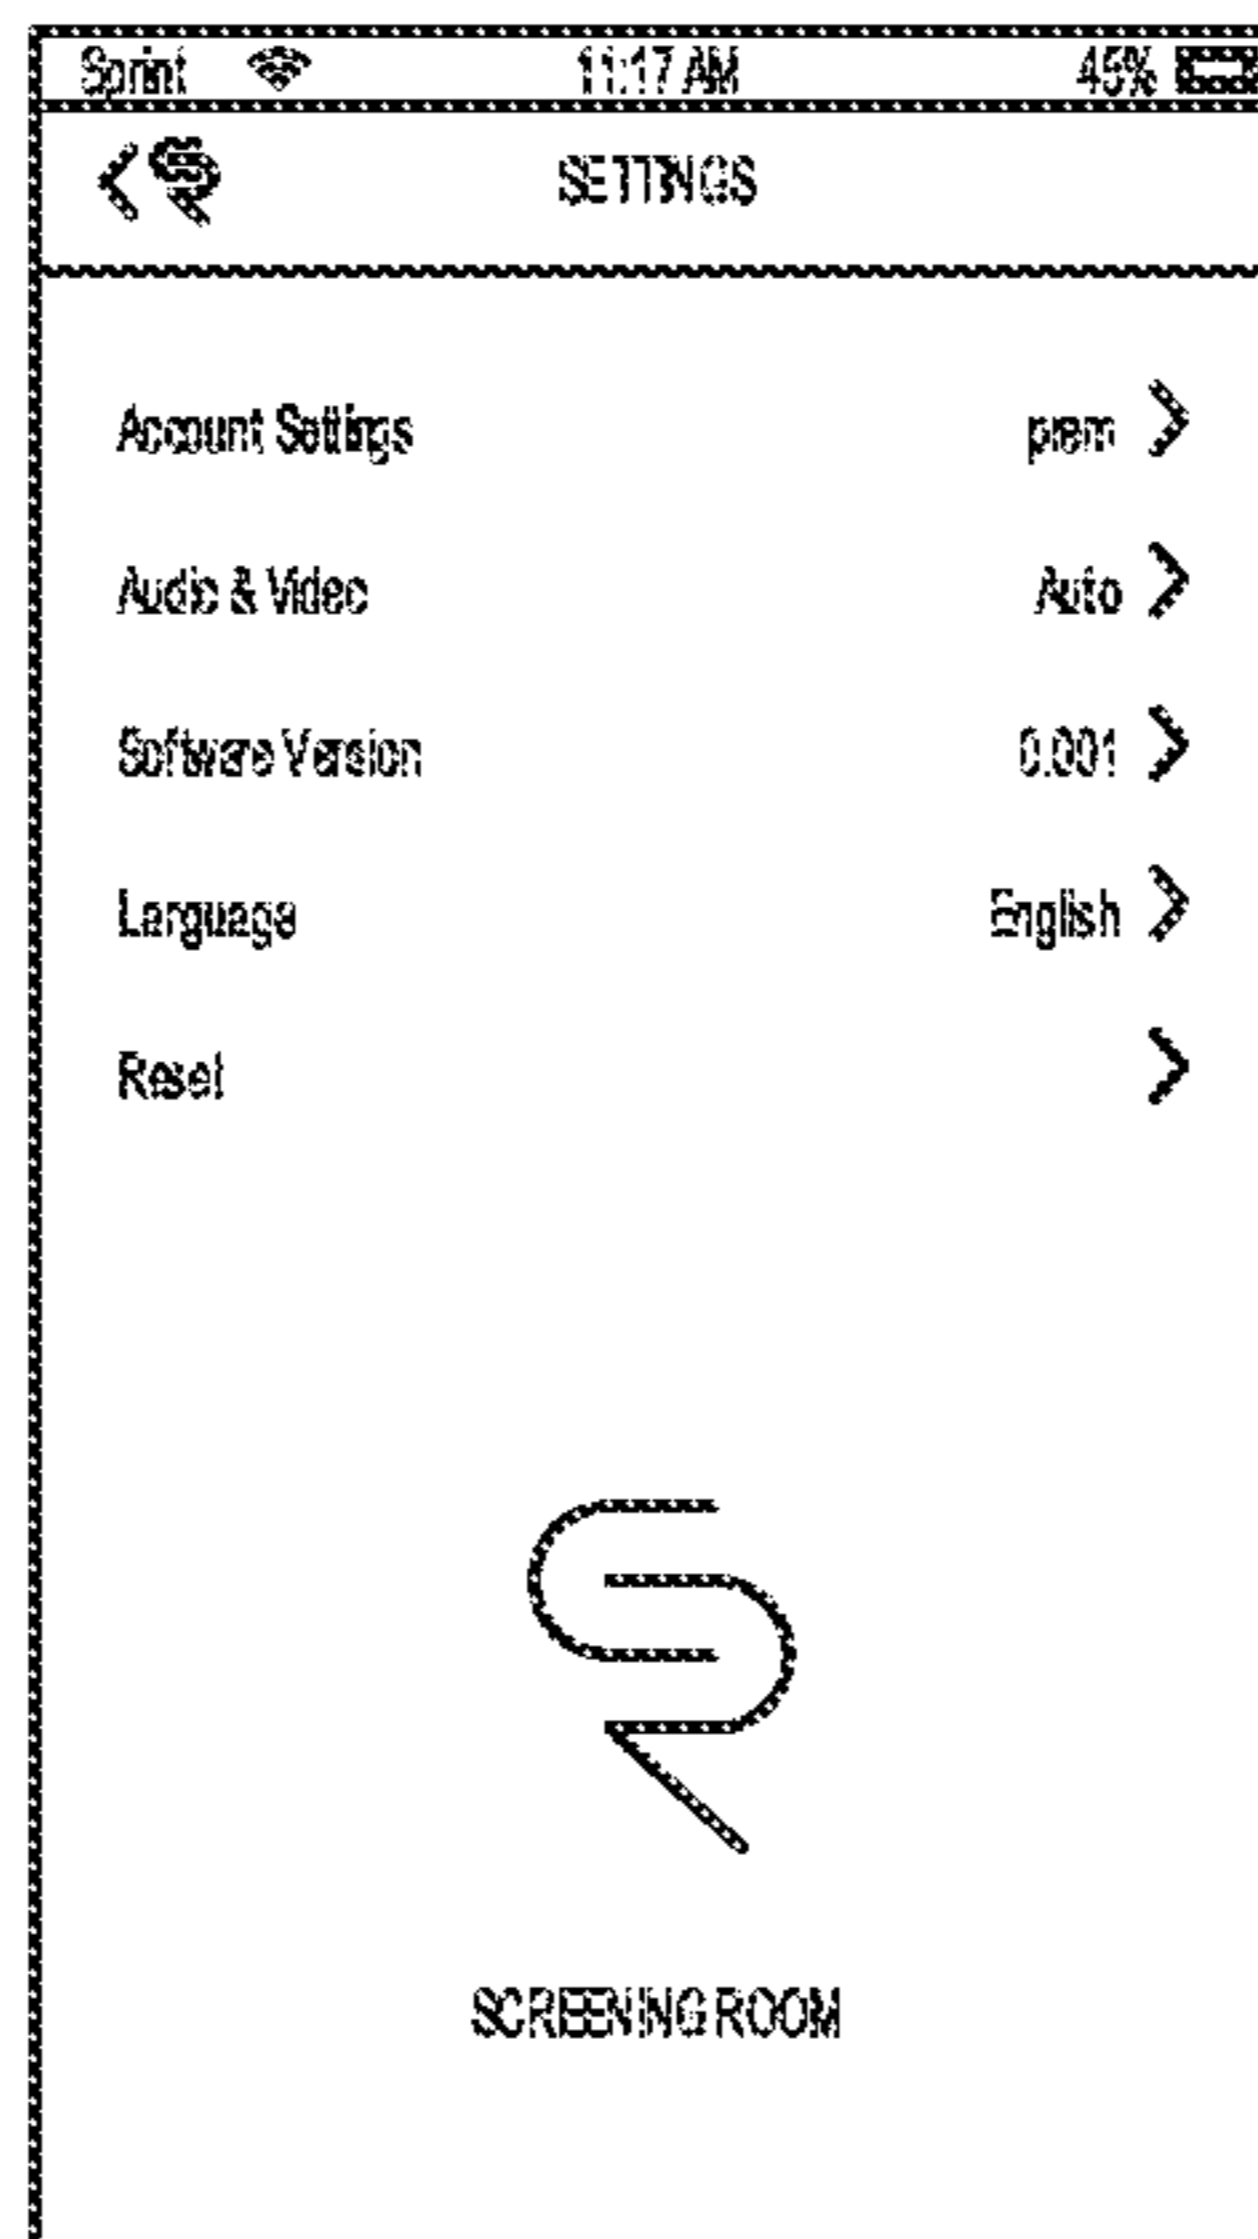 Sprint 11:17 AM 45%
SETTINGS
Account Settings prem
Audio & Video Auto
Software Version 0.001
Language English
Reset
SCREENING ROOM